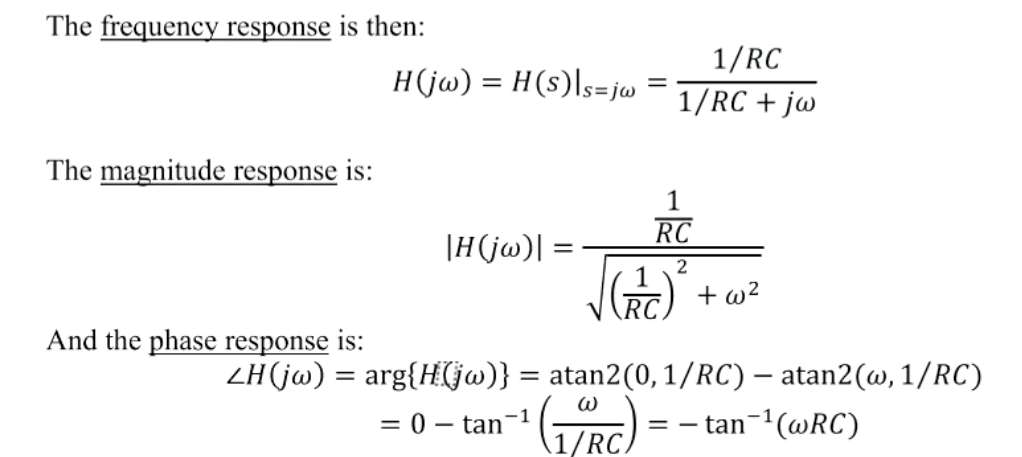 The frequency response is then:
H(jω) = H(s)|s=jω = 1/RC / 1/RC + jω
The magnitude response is:
|H(jω)| = 1/RC / √((1/RC)² + ω²)
And the phase response is:
∠H(jω) = arg{H(jω)} = atan2(0, 1/RC) − atan2(ω, 1/RC)
= 0 − tan⁻¹(ω / 1/RC) = − tan⁻¹(ωRC)